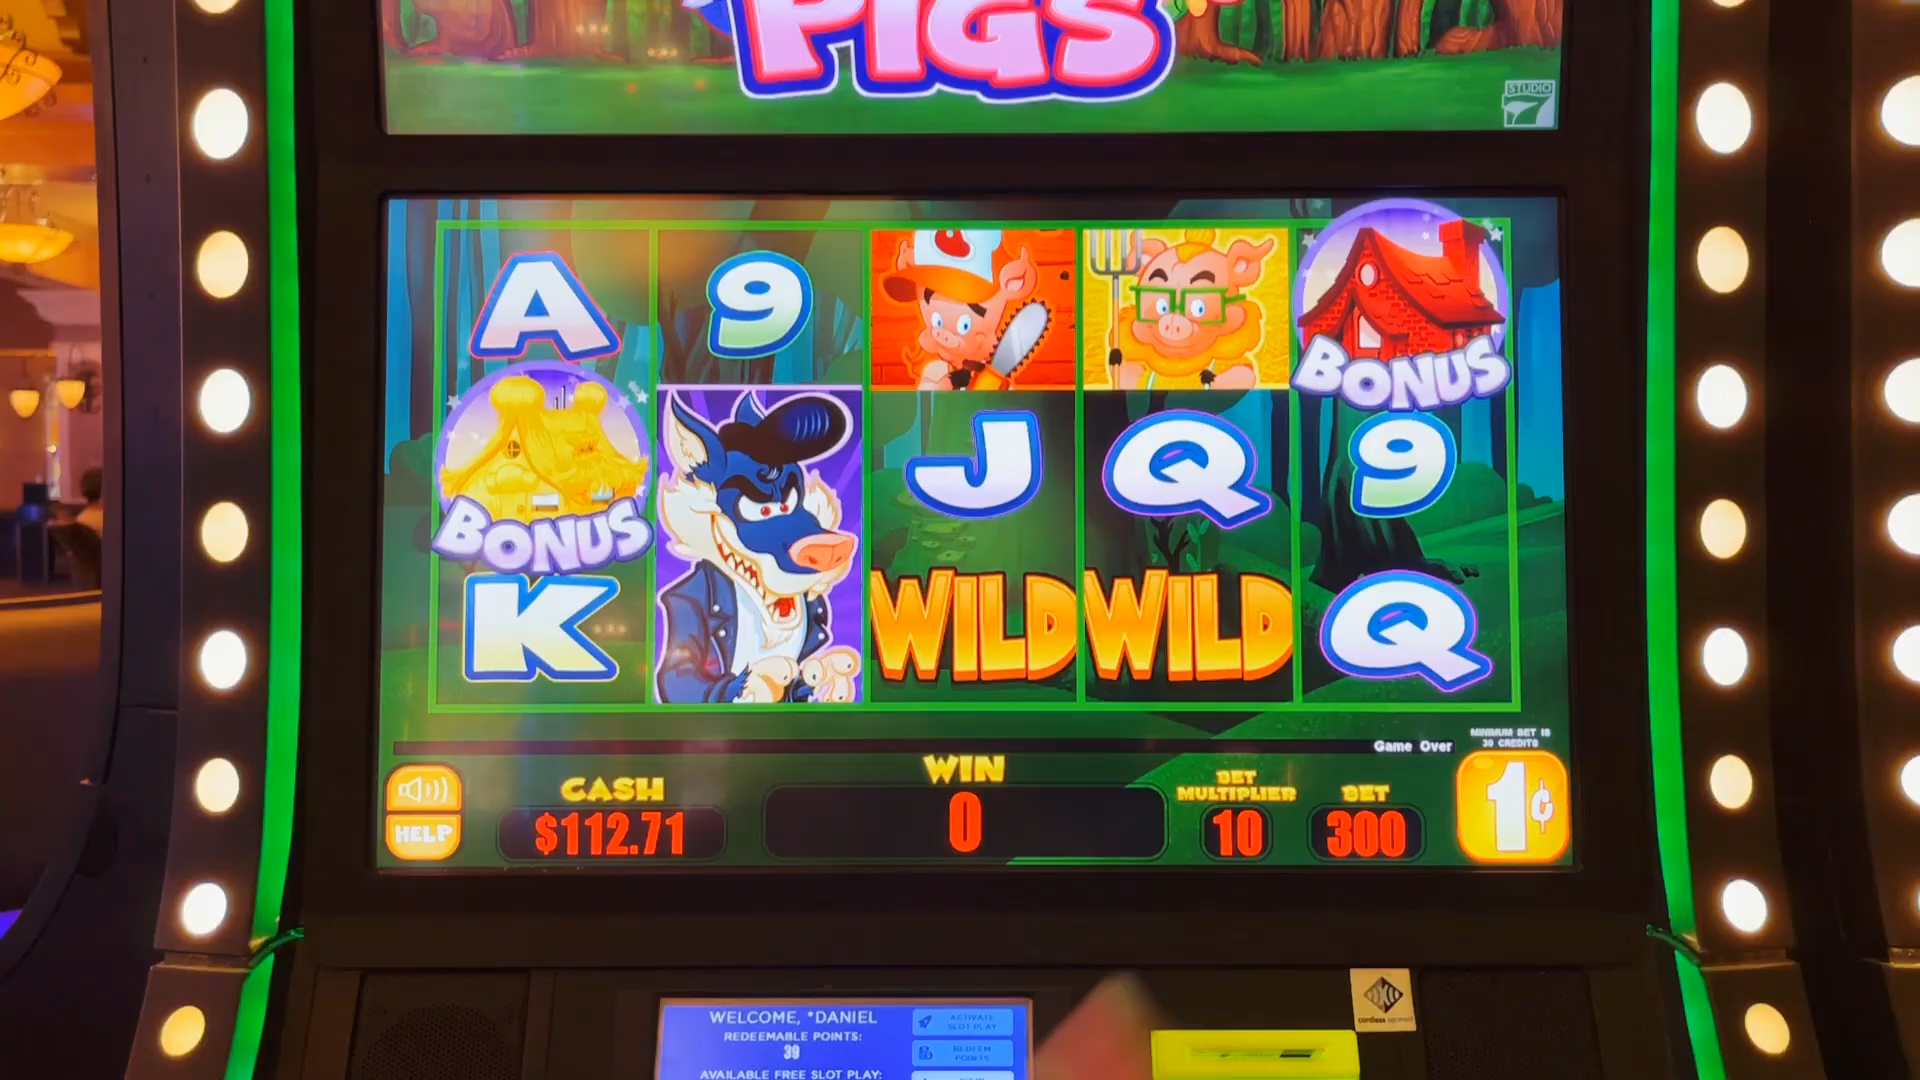 PIGS
STUDIO
7
A
9
BONUS
BONUS
J
Q
9
K
WILD
WILD
Q
Game Over
MINIMUM BET IS
30 CREDITS
CASH
WIN
BET
MULTIPLIER
BET
HELP
$112.71
0
10
300
1¢
WELCOME, *DANIEL
REDEEMABLE POINTS:
39
AVAILABLE FREE SLOT PLAY:
ACTIVATE
SLOT PLAY
REDEEM
POINTS
cordless connect